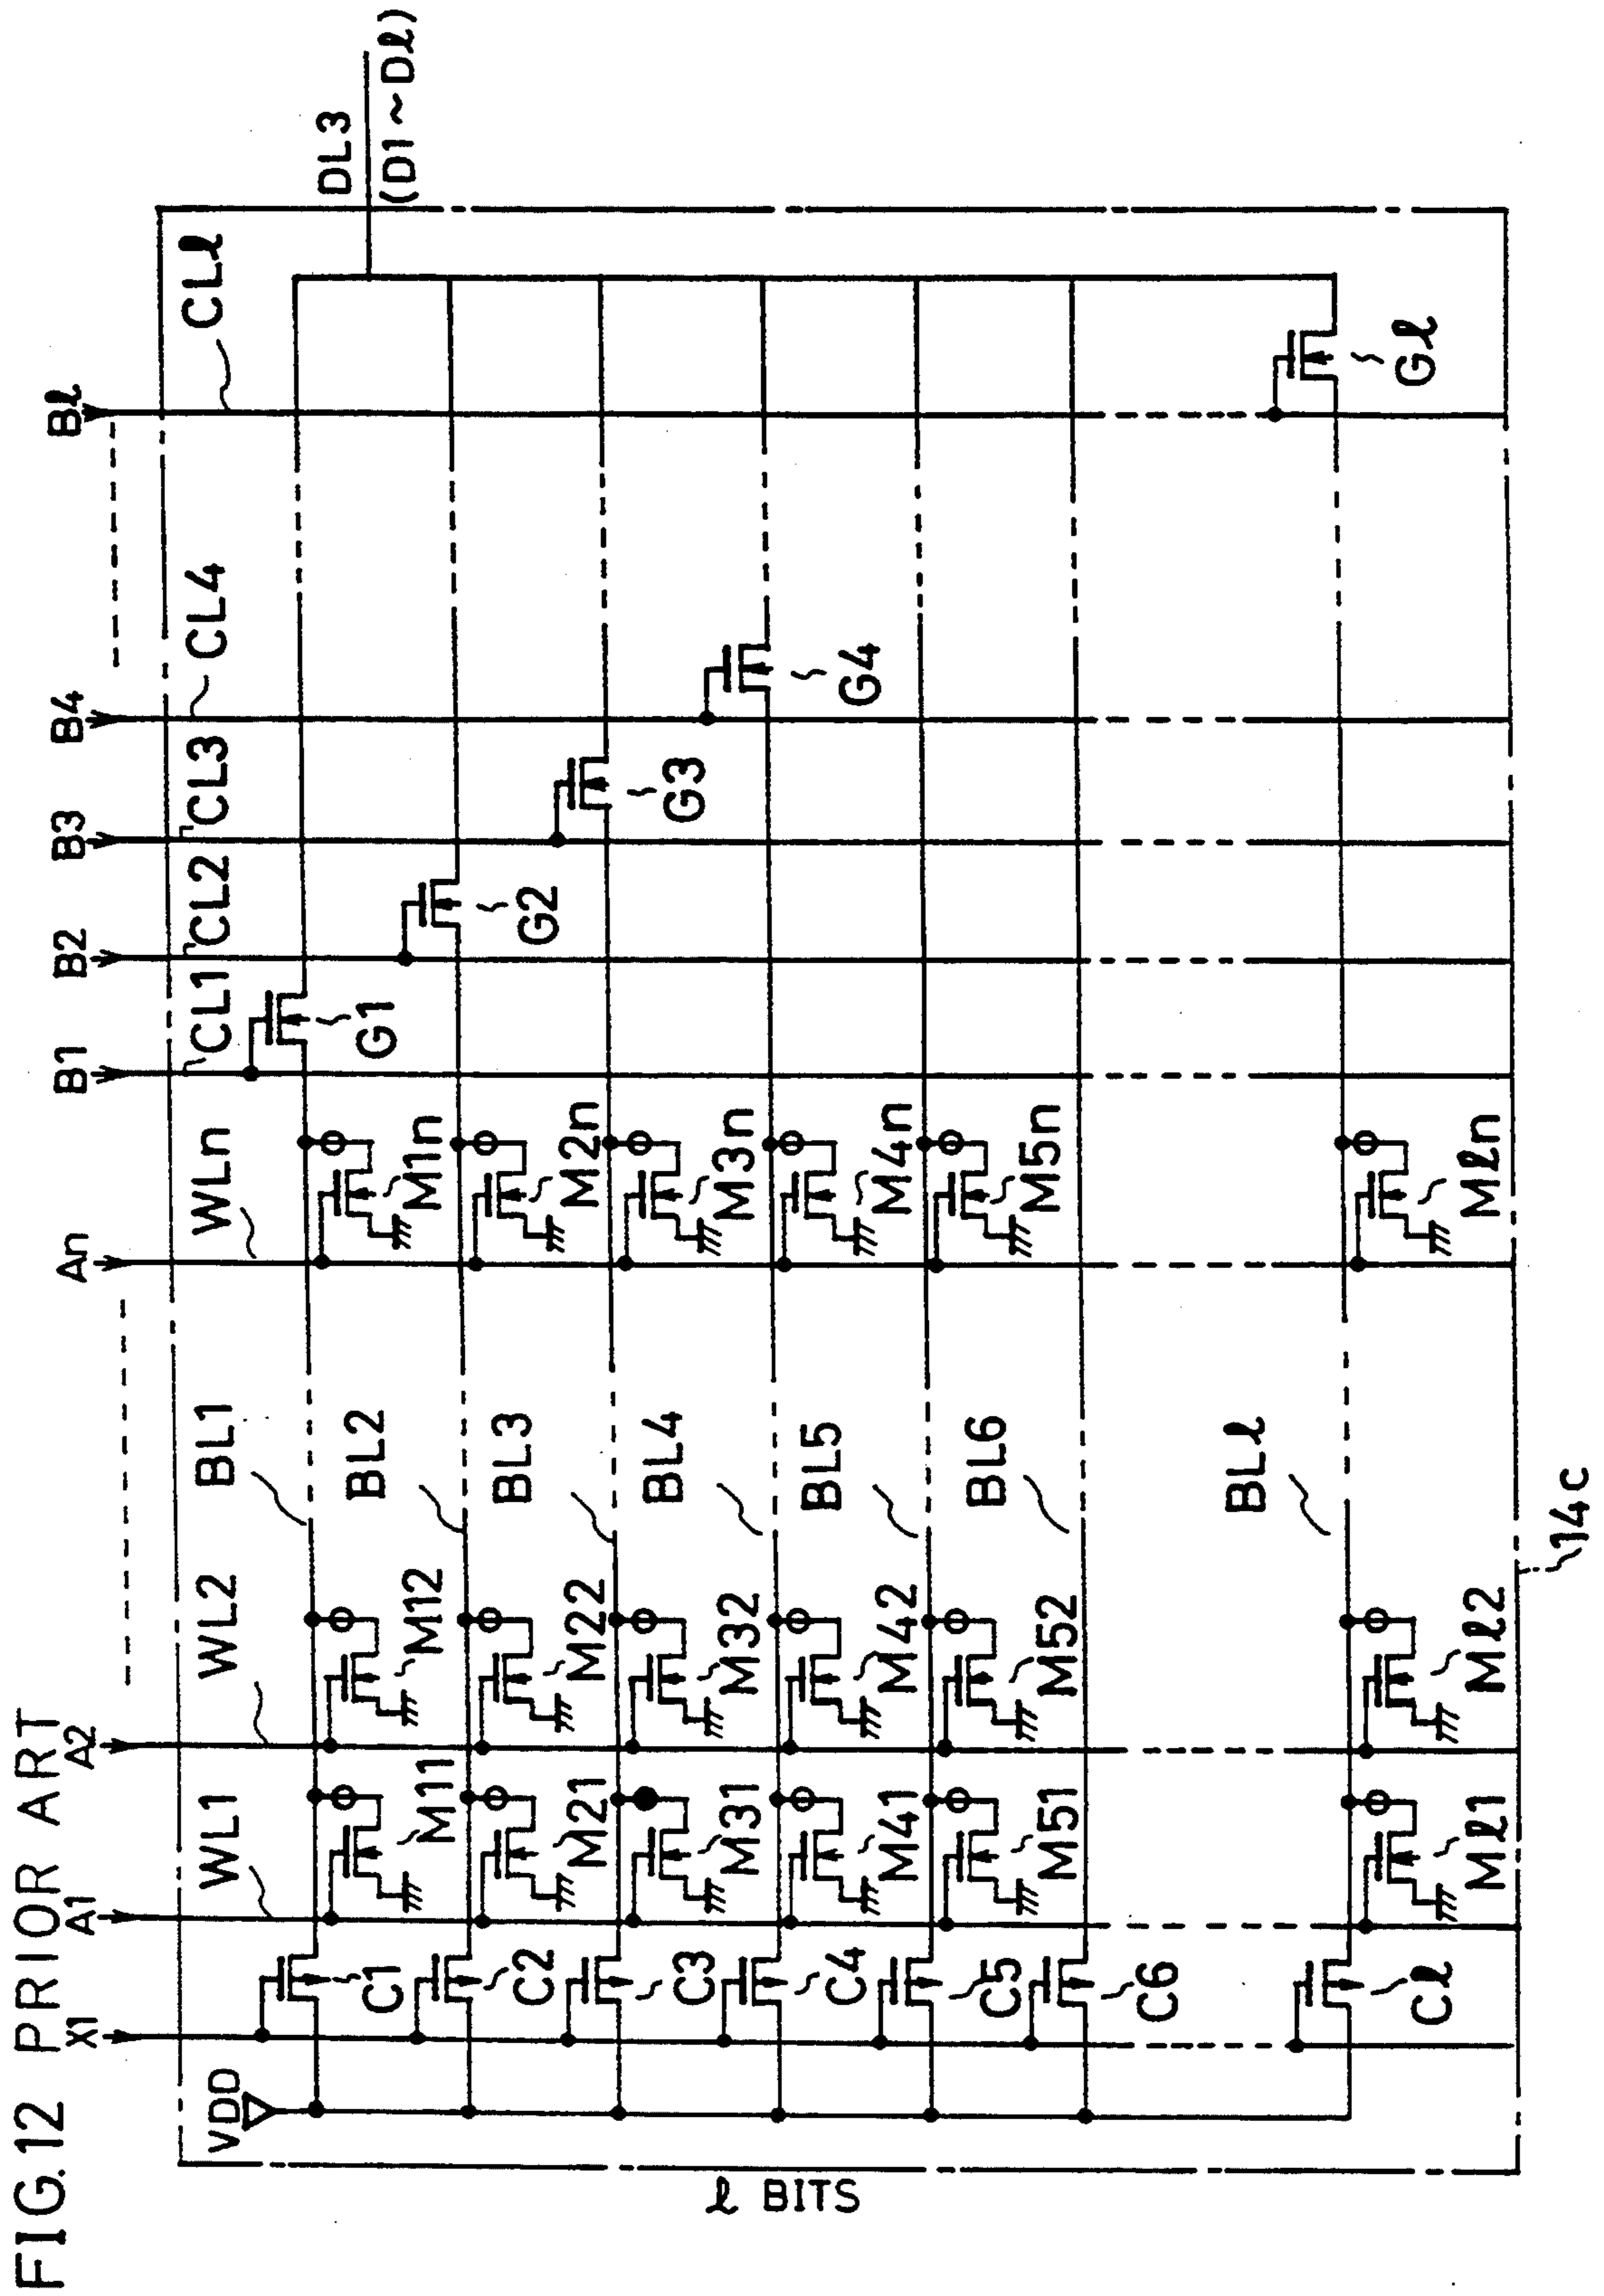 FIG.12 PRIOR ART
X1 A1 A2 An B1 B2 B3 B4 Bℓ
VDD
WL1 WL2 WLn CL1 CL2 CL3 CL4 CLℓ
DL3
(D1~Dℓ)
BL1
C1 M11 M12 M1n G1
BL2
C2 M21 M22 M2n G2
BL3
C3 M31 M32 M3n G3
BL4
C4 M41 M42 M4n G4
BL5
C5 M51 M52 M5n
BL6
C6
BLℓ
Cℓ Mℓ1 Mℓ2 Mℓn Gℓ
ℓ BITS
14c